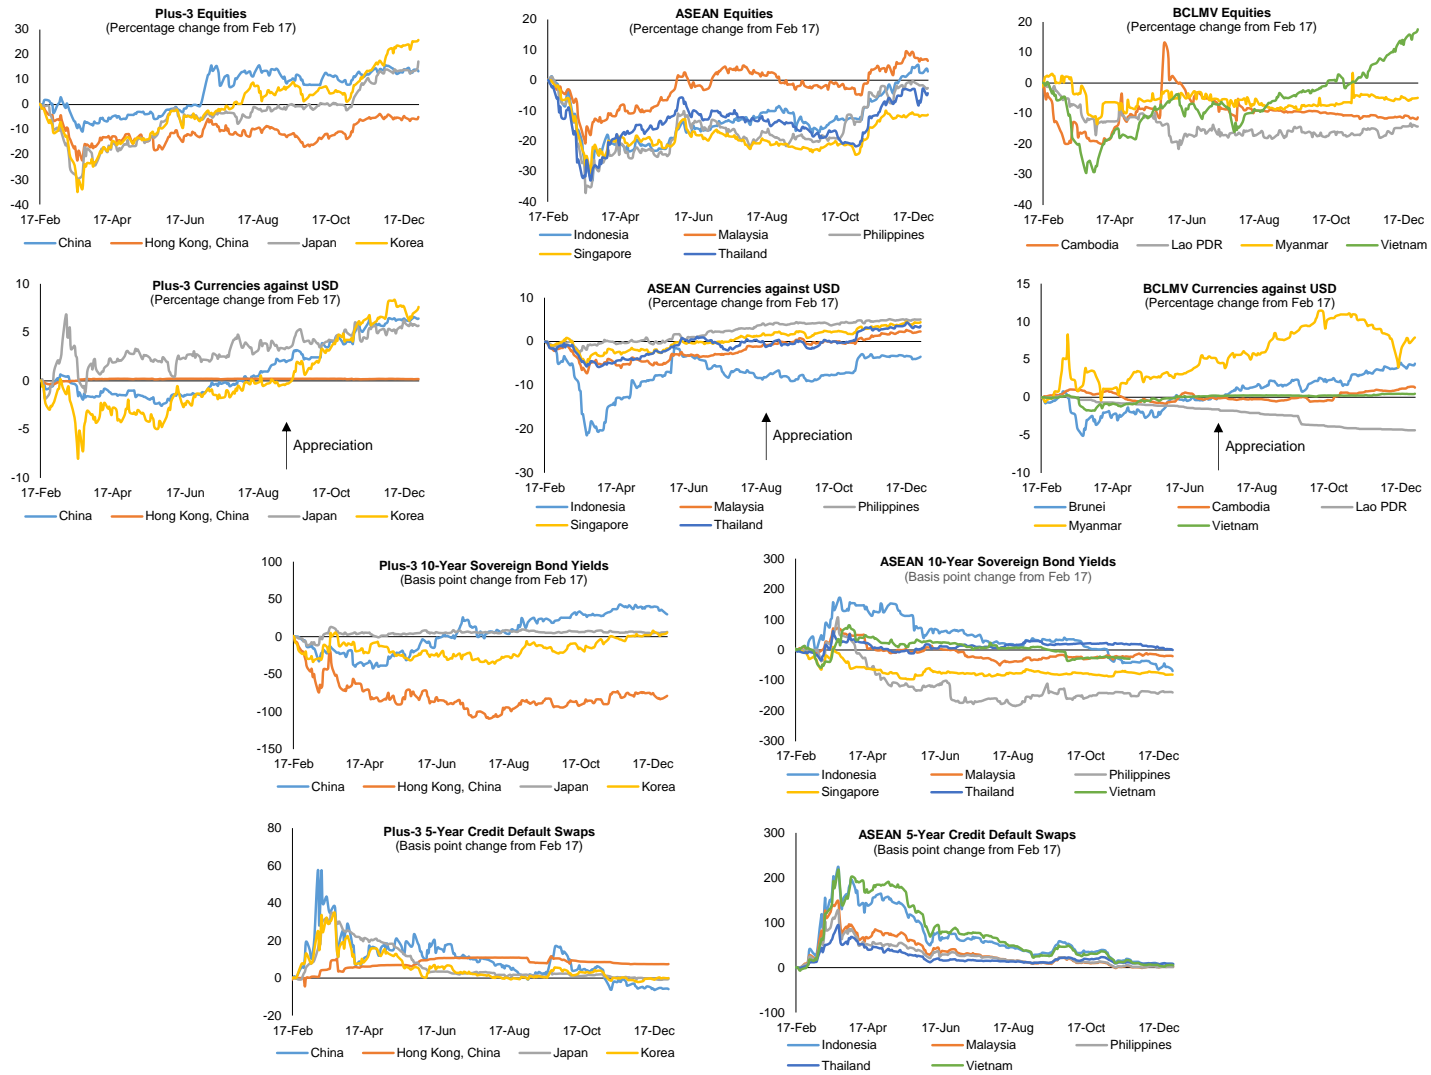 Plus-3 Equities
(Percentage change from Feb 17)
30
20
10
0
-10
-20
-30
-40
17-Feb 17-Apr 17-Jun 17-Aug 17-Oct 17-Dec
China Hong Kong, China Japan Korea
ASEAN Equities
(Percentage change from Feb 17)
20
10
0
-10
-20
-30
-40
17-Feb 17-Apr 17-Jun 17-Aug 17-Oct 17-Dec
Indonesia Malaysia Philippines
Singapore Thailand
BCLMV Equities
(Percentage change from Feb 17)
20
10
0
-10
-20
-30
-40
17-Feb 17-Apr 17-Jun 17-Aug 17-Oct 17-Dec
Cambodia Lao PDR Myanmar Vietnam
Plus-3 Currencies against USD
(Percentage change from Feb 17)
10
5
0
-5
-10
Appreciation
17-Feb 17-Apr 17-Jun 17-Aug 17-Oct 17-Dec
China Hong Kong, China Japan Korea
ASEAN Currencies against USD
(Percentage change from Feb 17)
10
0
-10
-20
-30
Appreciation
17-Feb 17-Apr 17-Jun 17-Aug 17-Oct 17-Dec
Indonesia Malaysia Philippines
Singapore Thailand
BCLMV Currencies against USD
(Percentage change from Feb 17)
15
10
5
0
-5
-10
Appreciation
17-Feb 17-Apr 17-Jun 17-Aug 17-Oct 17-Dec
Brunei Cambodia Lao PDR
Myanmar Vietnam
Plus-3 10-Year Sovereign Bond Yields
(Basis point change from Feb 17)
100
50
0
-50
-100
-150
17-Feb 17-Apr 17-Jun 17-Aug 17-Oct 17-Dec
China Hong Kong, China Japan Korea
ASEAN 10-Year Sovereign Bond Yields
(Basis point change from Feb 17)
300
200
100
0
-100
-200
-300
17-Feb 17-Apr 17-Jun 17-Aug 17-Oct 17-Dec
Indonesia Malaysia Philippines
Singapore Thailand Vietnam
Plus-3 5-Year Credit Default Swaps
(Basis point change from Feb 17)
80
60
40
20
0
-20
17-Feb 17-Apr 17-Jun 17-Aug 17-Oct 17-Dec
China Hong Kong, China Japan Korea
ASEAN 5-Year Credit Default Swaps
(Basis point change from Feb 17)
300
200
100
0
-100
17-Feb 17-Apr 17-Jun 17-Aug 17-Oct 17-Dec
Indonesia Malaysia Philippines
Thailand Vietnam